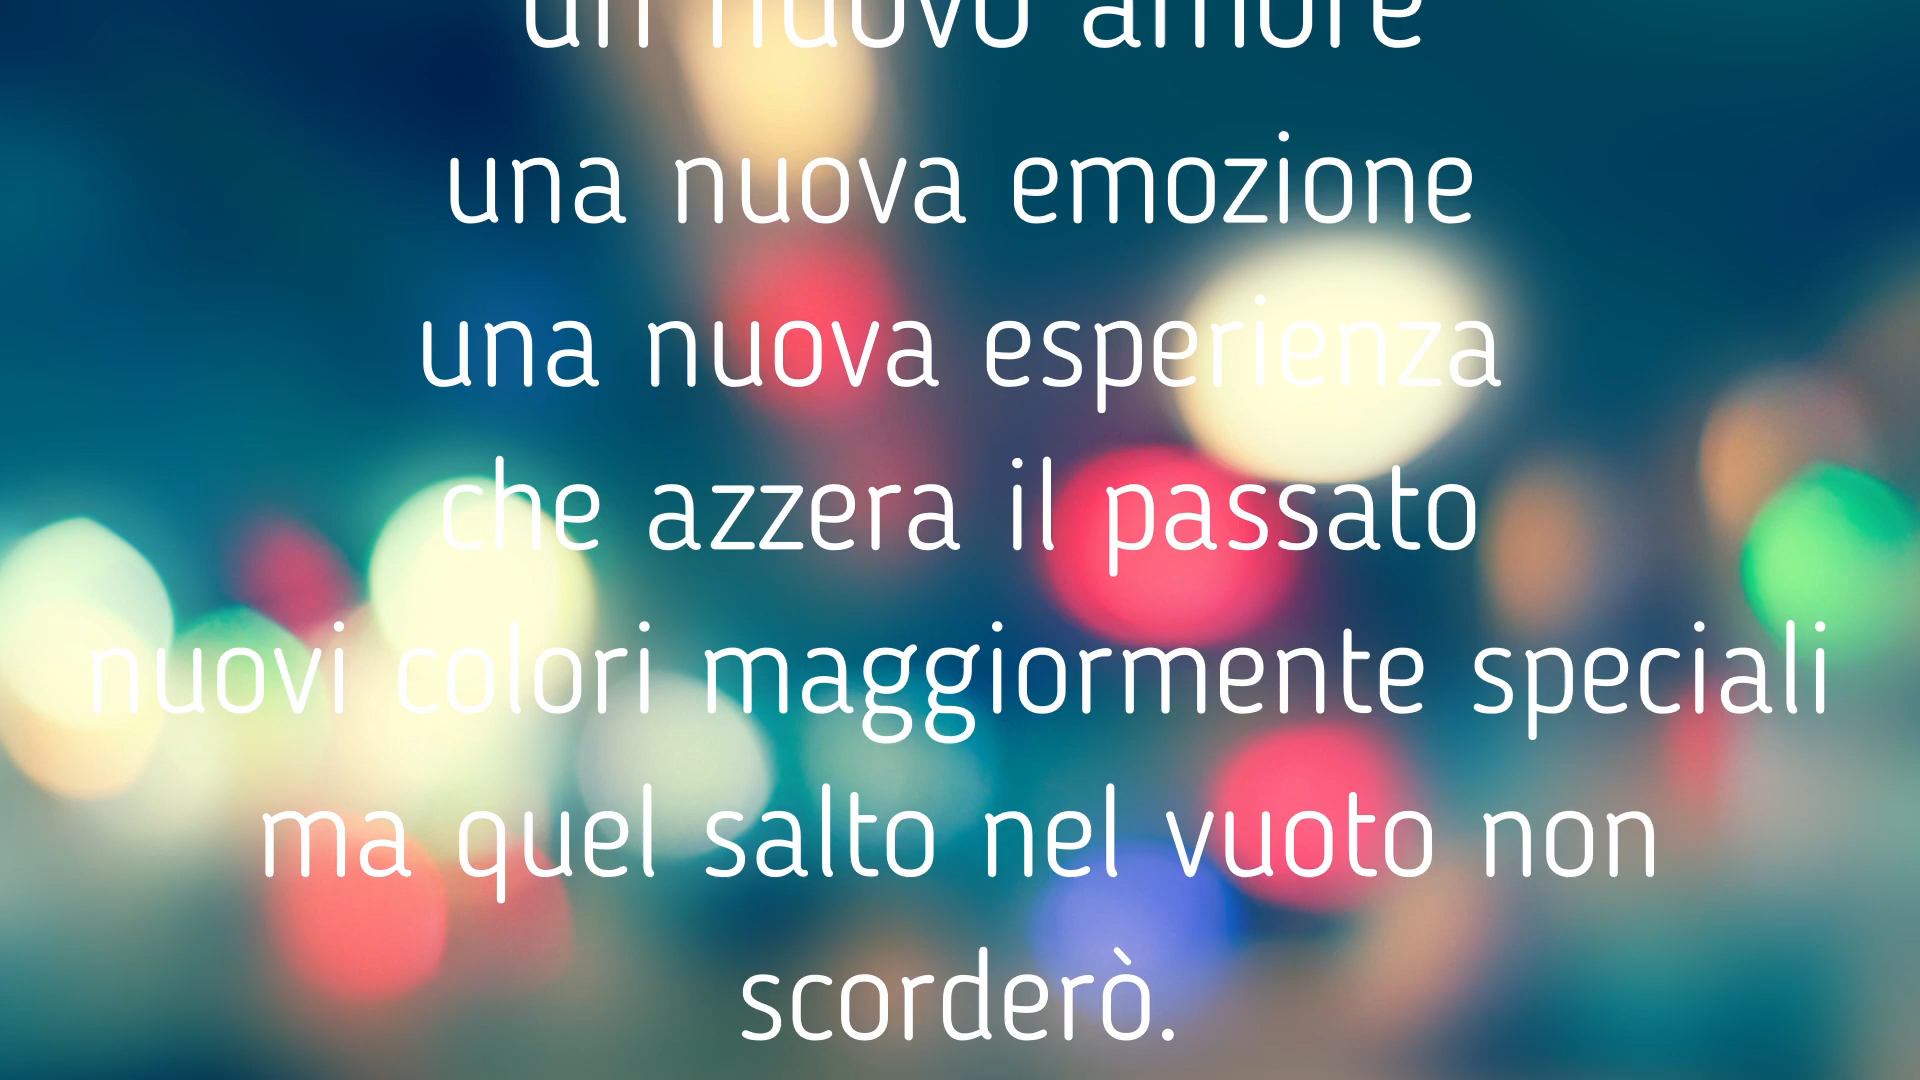 un nuovo amore
una nuova emozione
una nuova esperienza
che azzera il passato
nuovi colori maggiormente speciali
ma quel salto nel vuoto non
scorderò.